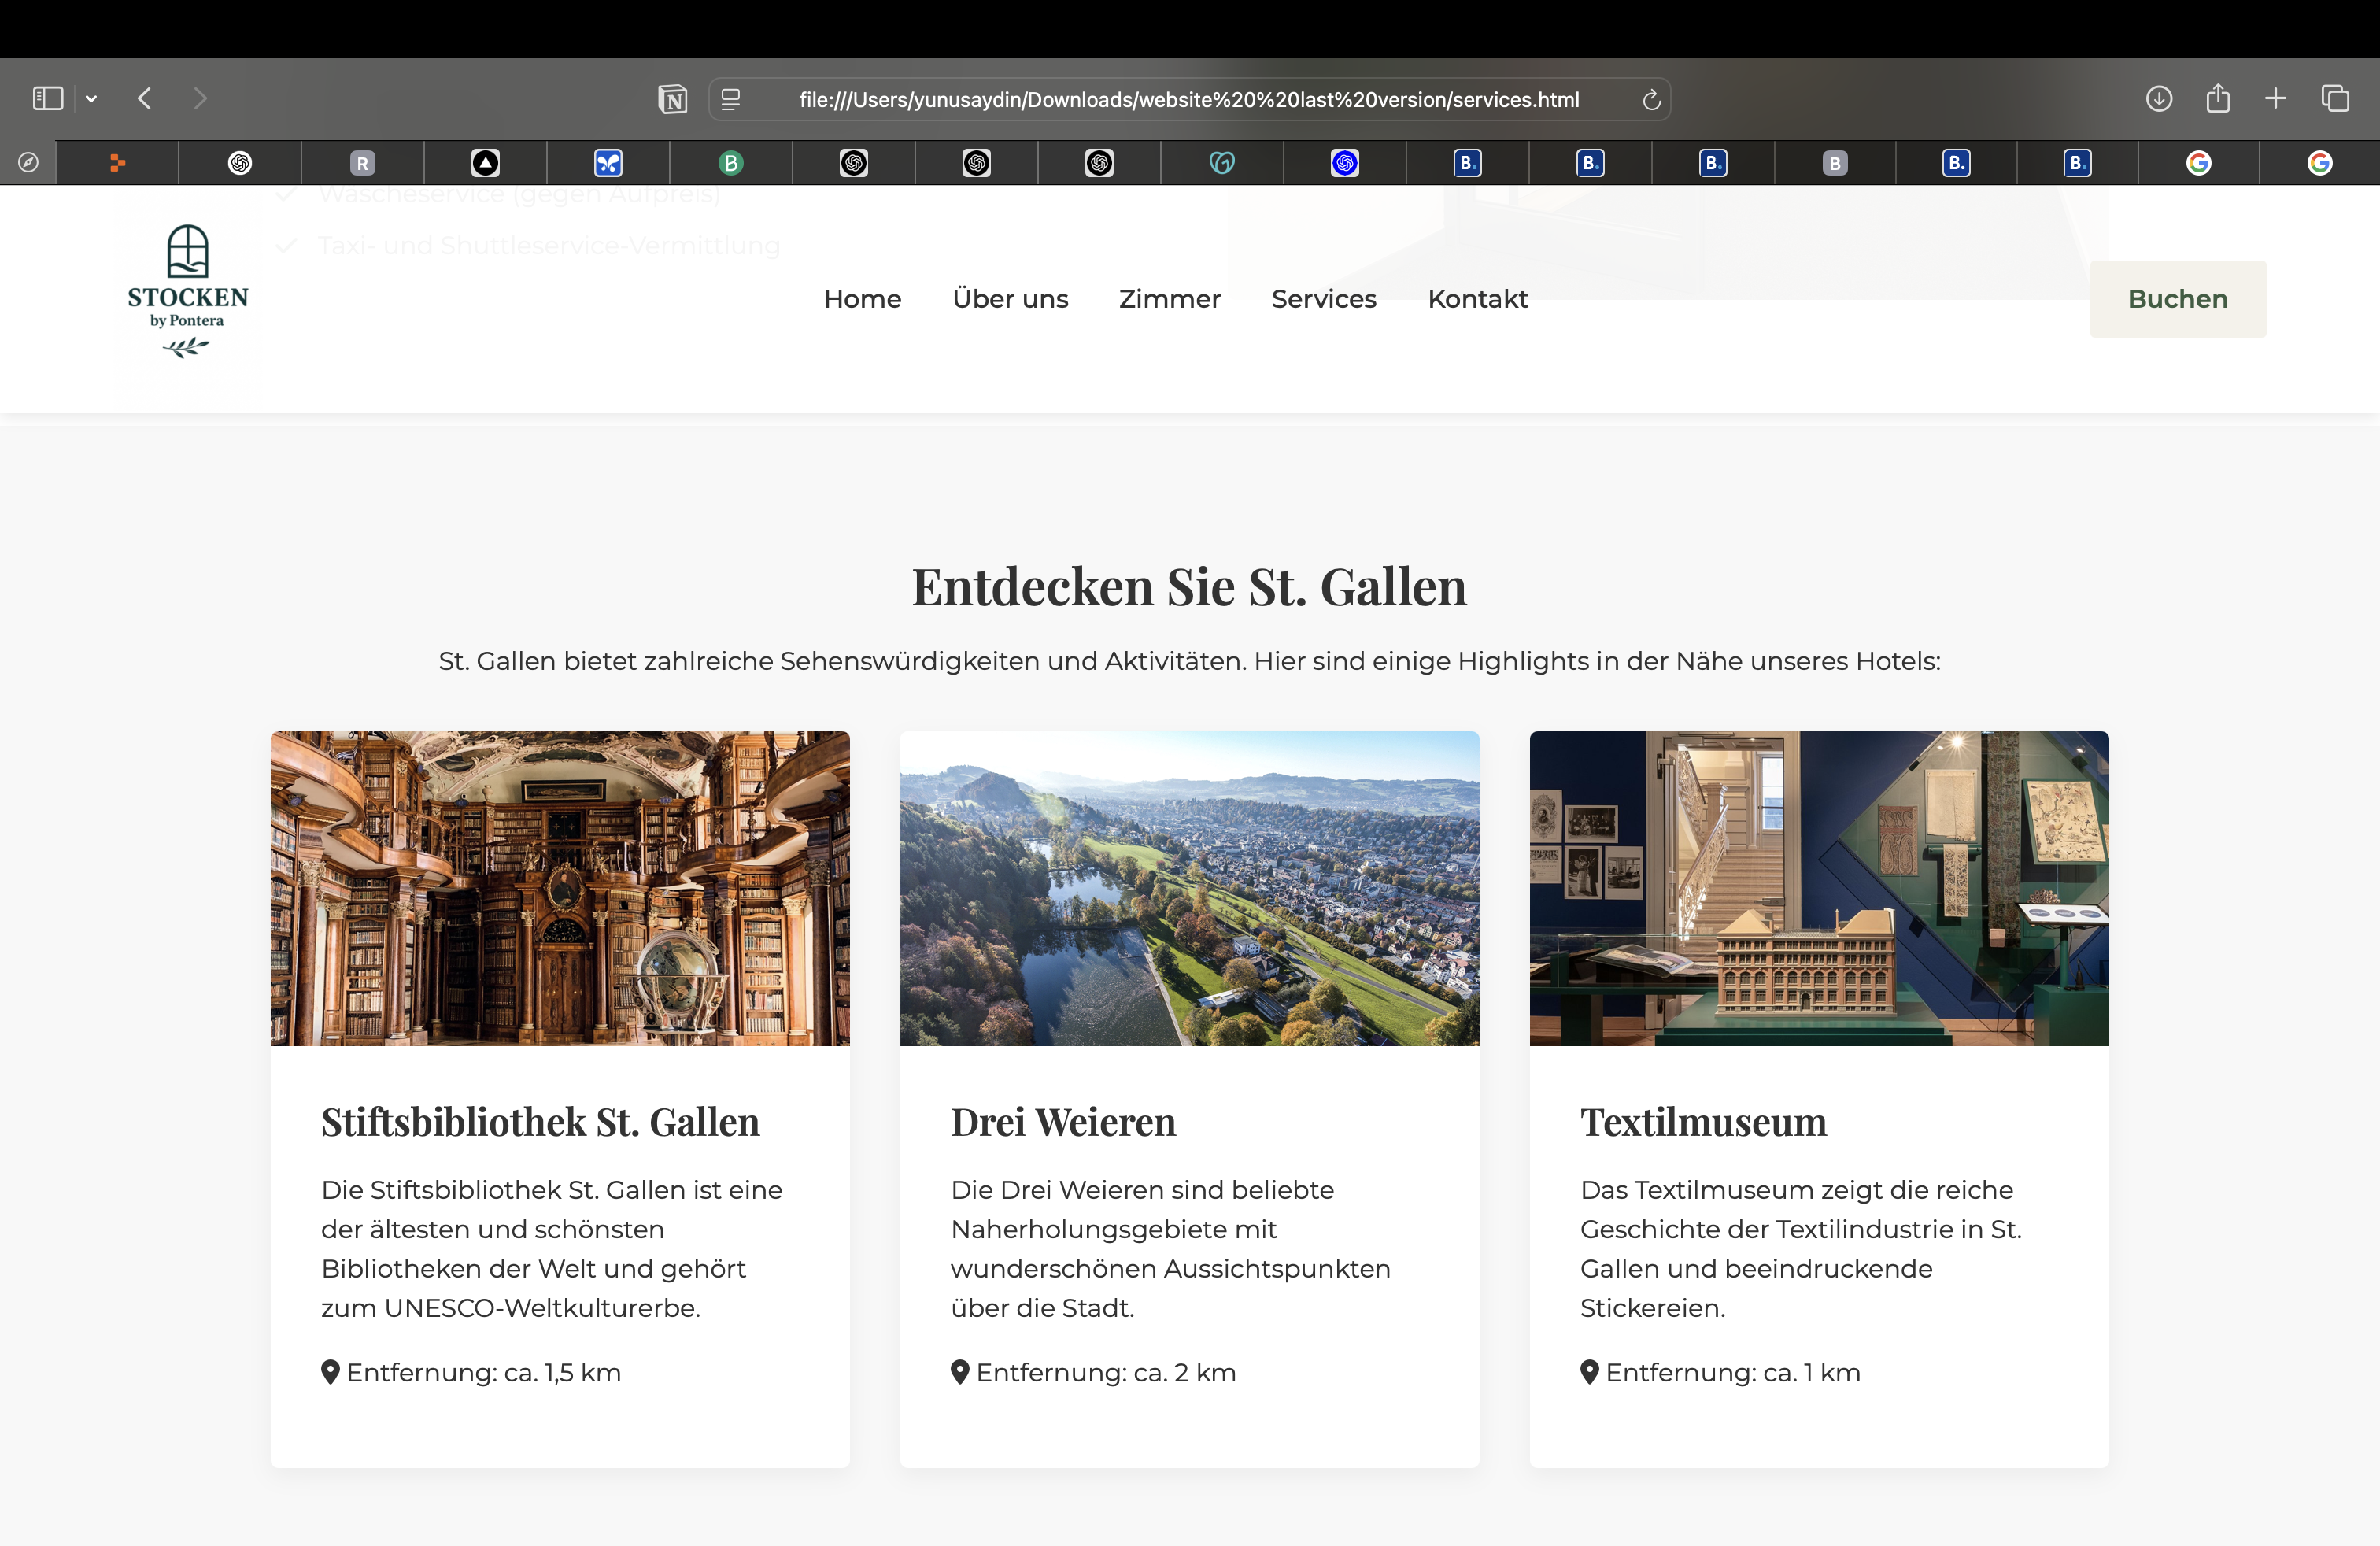 file:///Users/yunusaydin/Downloads/website%20%20last%20version/services.html
Wäscheservice (gegen Aufpreis)
Taxi- und Shuttleservice-Vermittlung
STOCKEN
by Pontera
Home
Über uns
Zimmer
Services
Kontakt
Buchen
Entdecken Sie St. Gallen
St. Gallen bietet zahlreiche Sehenswürdigkeiten und Aktivitäten. Hier sind einige Highlights in der Nähe unseres Hotels:
Stiftsbibliothek St. Gallen
Die Stiftsbibliothek St. Gallen ist eine
der ältesten und schönsten
Bibliotheken der Welt und gehört
zum UNESCO-Weltkulturerbe.
Entfernung: ca. 1,5 km
Drei Weieren
Die Drei Weieren sind beliebte
Naherholungsgebiete mit
wunderschönen Aussichtspunkten
über die Stadt.
Entfernung: ca. 2 km
Textilmuseum
Das Textilmuseum zeigt die reiche
Geschichte der Textilindustrie in St.
Gallen und beeindruckende
Stickereien.
Entfernung: ca. 1 km